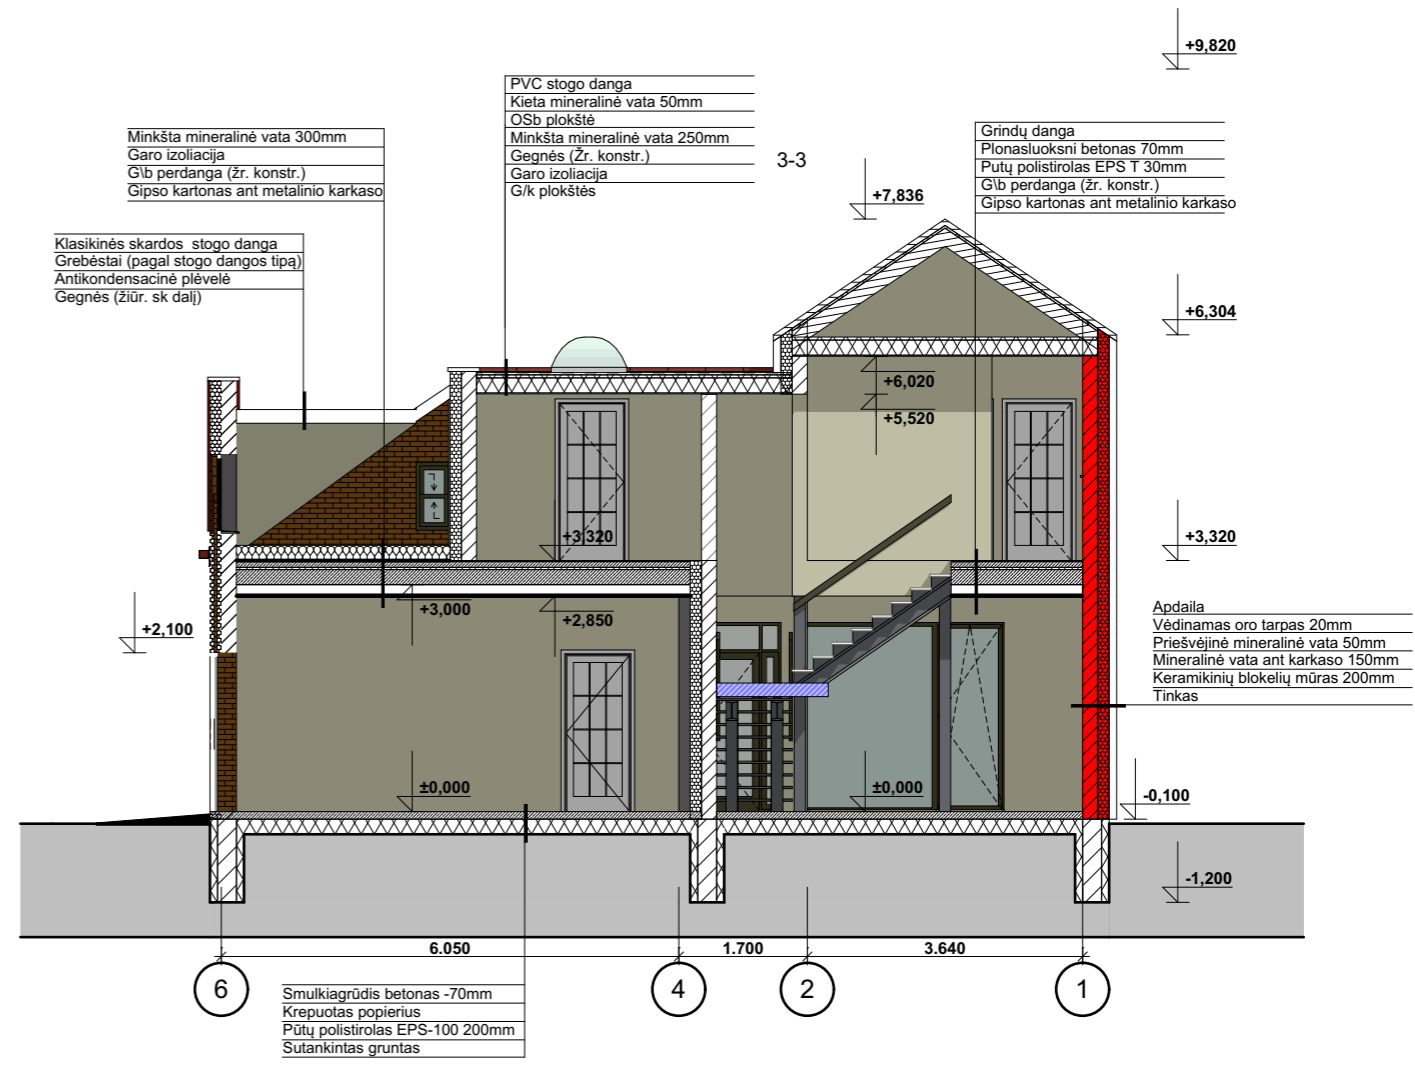 +9,820
PVC stogo danga
Kieta mineralinė vata 50mm
OSb plokštė
Minkšta mineralinė vata 250mm
Gegnės (Žr. konstr.)
Garo izoliacija
G/k plokštės
3-3
Minkšta mineralinė vata 300mm
Garo izoliacija
G\b perdanga (žr. konstr.)
Gipso kartonas ant metalinio karkaso
Grindų danga
Plonasluoksni betonas 70mm
Putų polistirolas EPS T 30mm
G\b perdanga (žr. konstr.)
Gipso kartonas ant metalinio karkaso
+7,836
Klasikinės skardos  stogo danga
Grebėstai (pagal stogo dangos tipą)
Antikondensacinė plėvelė
Gegnės (žiūr. sk dalį)
+6,304
+6,020
+5,520
+3,320
+3,320
+3,000
+2,850
+2,100
Apdaila
Vėdinamas oro tarpas 20mm
Priešvėjinė mineralinė vata 50mm
Mineralinė vata ant karkaso 150mm
Keramikinių blokelių mūras 200mm
Tinkas
±0,000
±0,000
-0,100
-1,200
6.050
1.700
3.640
6
4
2
1
Smulkiagrūdis betonas -70mm
Krepuotas popierius
Pūtų polistirolas EPS-100 200mm
Sutankintas gruntas